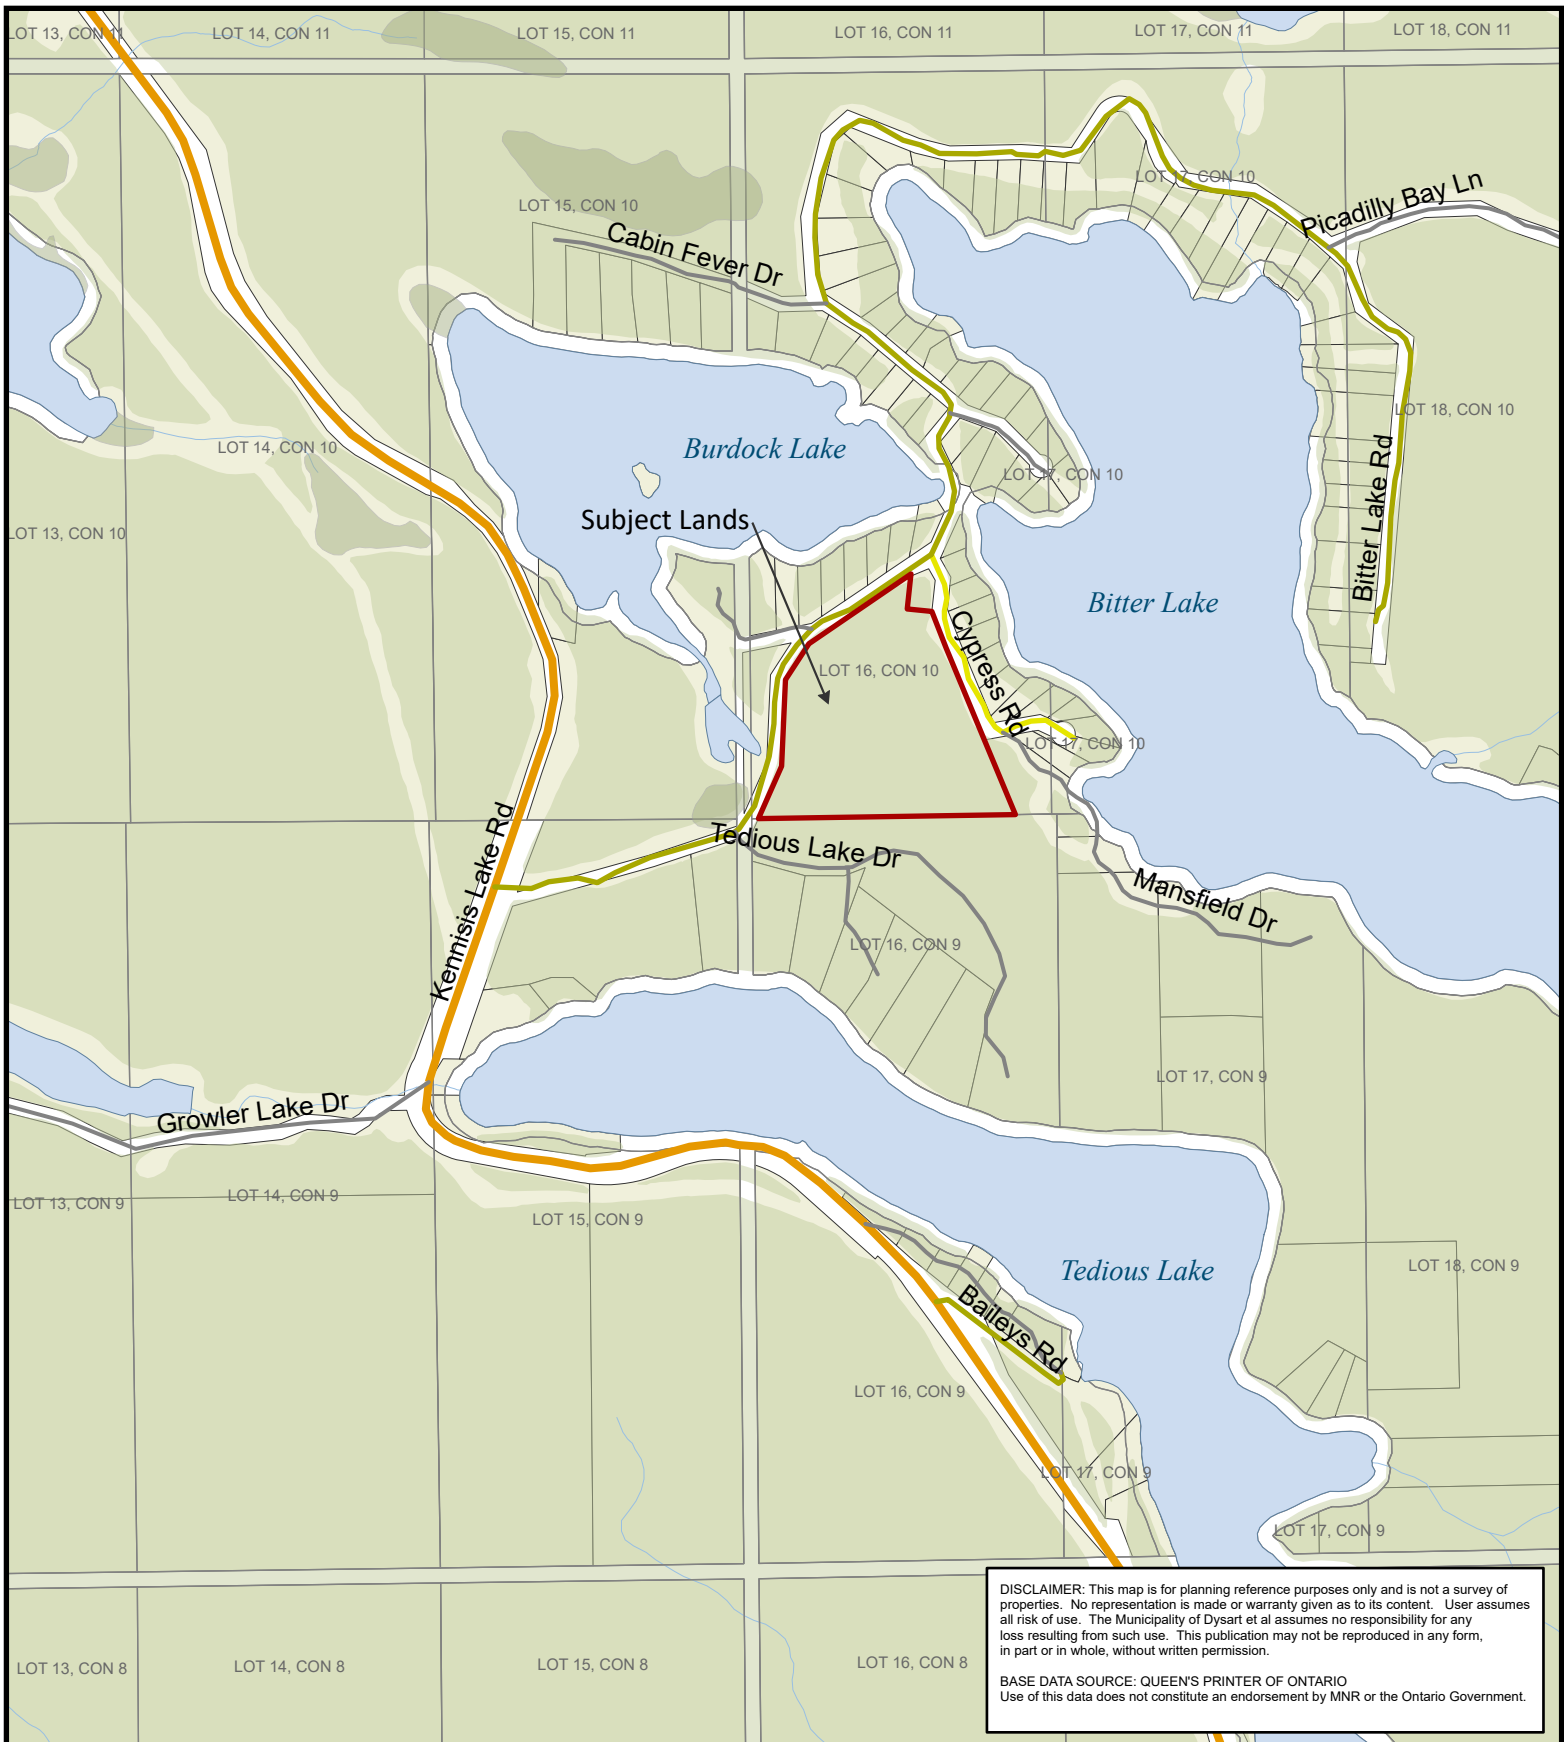 LOT 13, CON 11
LOT 14, CON 11
LOT 15, CON 11
LOT 16, CON 11
LOT 17, CON 11
LOT 18, CON 11
LOT 17, CON 10
Picadilly Bay Ln
LOT 15, CON 10
Cabin Fever Dr
LOT 18, CON 10
LOT 14, CON 10
Burdock Lake
LOT 17, CON 10
Bitter Lake Rd
Subject Lands
LOT 13, CON 10
Bitter Lake
Cypress Rd
LOT 16, CON 10
LOT 17, CON 10
Kennisis Lake Rd
Tedious Lake Dr
Mansfield Dr
LOT 16, CON 9
LOT 17, CON 9
Growler Lake Dr
LOT 13, CON 9
LOT 14, CON 9
LOT 15, CON 9
Tedious Lake
LOT 18, CON 9
Baileys Rd
LOT 16, CON 9
LOT 17, CON 9
LOT 17, CON 9
DISCLAIMER: This map is for planning reference purposes only and is not a survey of
properties. No representation is made or warranty given as to its content. User assumes
all risk of use. The Municipality of Dysart et al assumes no responsibility for any
loss resulting from such use. This publication may not be reproduced in any form,
in part or in whole, without written permission.
BASE DATA SOURCE: QUEEN'S PRINTER OF ONTARIO
Use of this data does not constitute an endorsement by MNR or the Ontario Government.
LOT 13, CON 8
LOT 14, CON 8
LOT 15, CON 8
LOT 16, CON 8